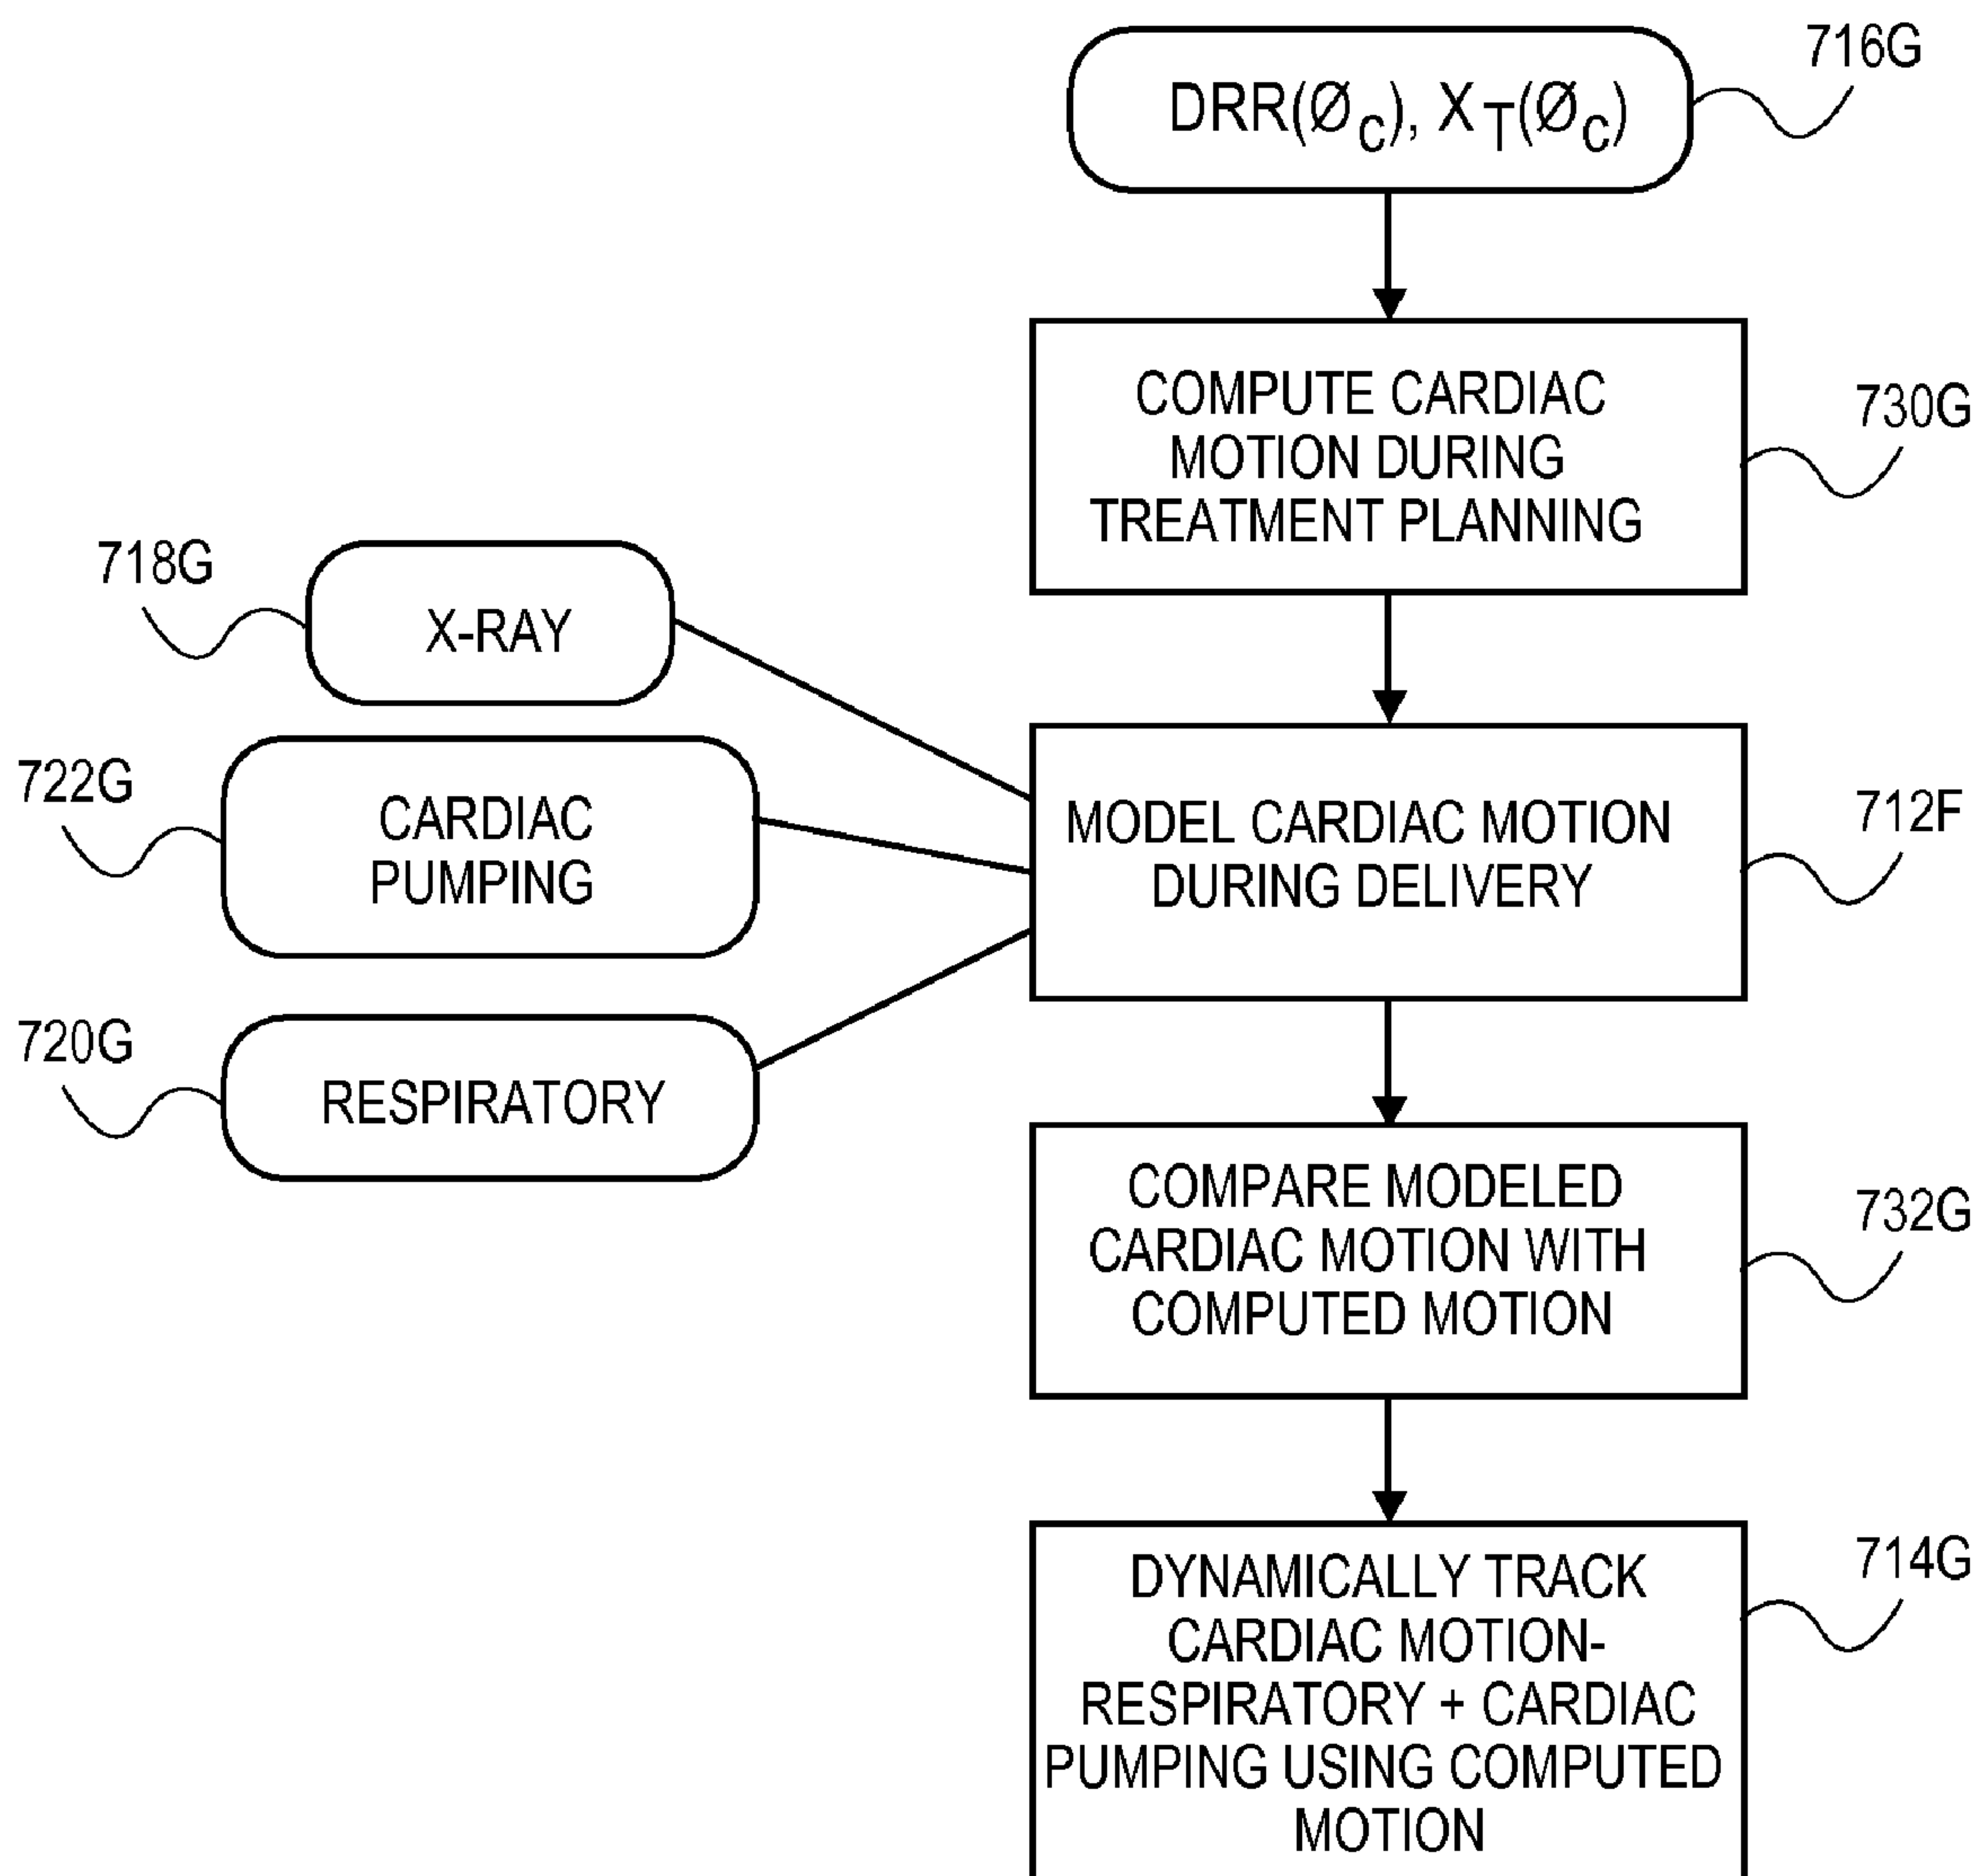 716G
DRR(Øc), XT(Øc)
COMPUTE CARDIAC
MOTION DURING
TREATMENT PLANNING
730G
718G
X-RAY
722G
CARDIAC
PUMPING
MODEL CARDIAC MOTION
DURING DELIVERY
712F
720G
RESPIRATORY
COMPARE MODELED
CARDIAC MOTION WITH
COMPUTED MOTION
732G
DYNAMICALLY TRACK
CARDIAC MOTION-
RESPIRATORY + CARDIAC
PUMPING USING COMPUTED
MOTION
714G